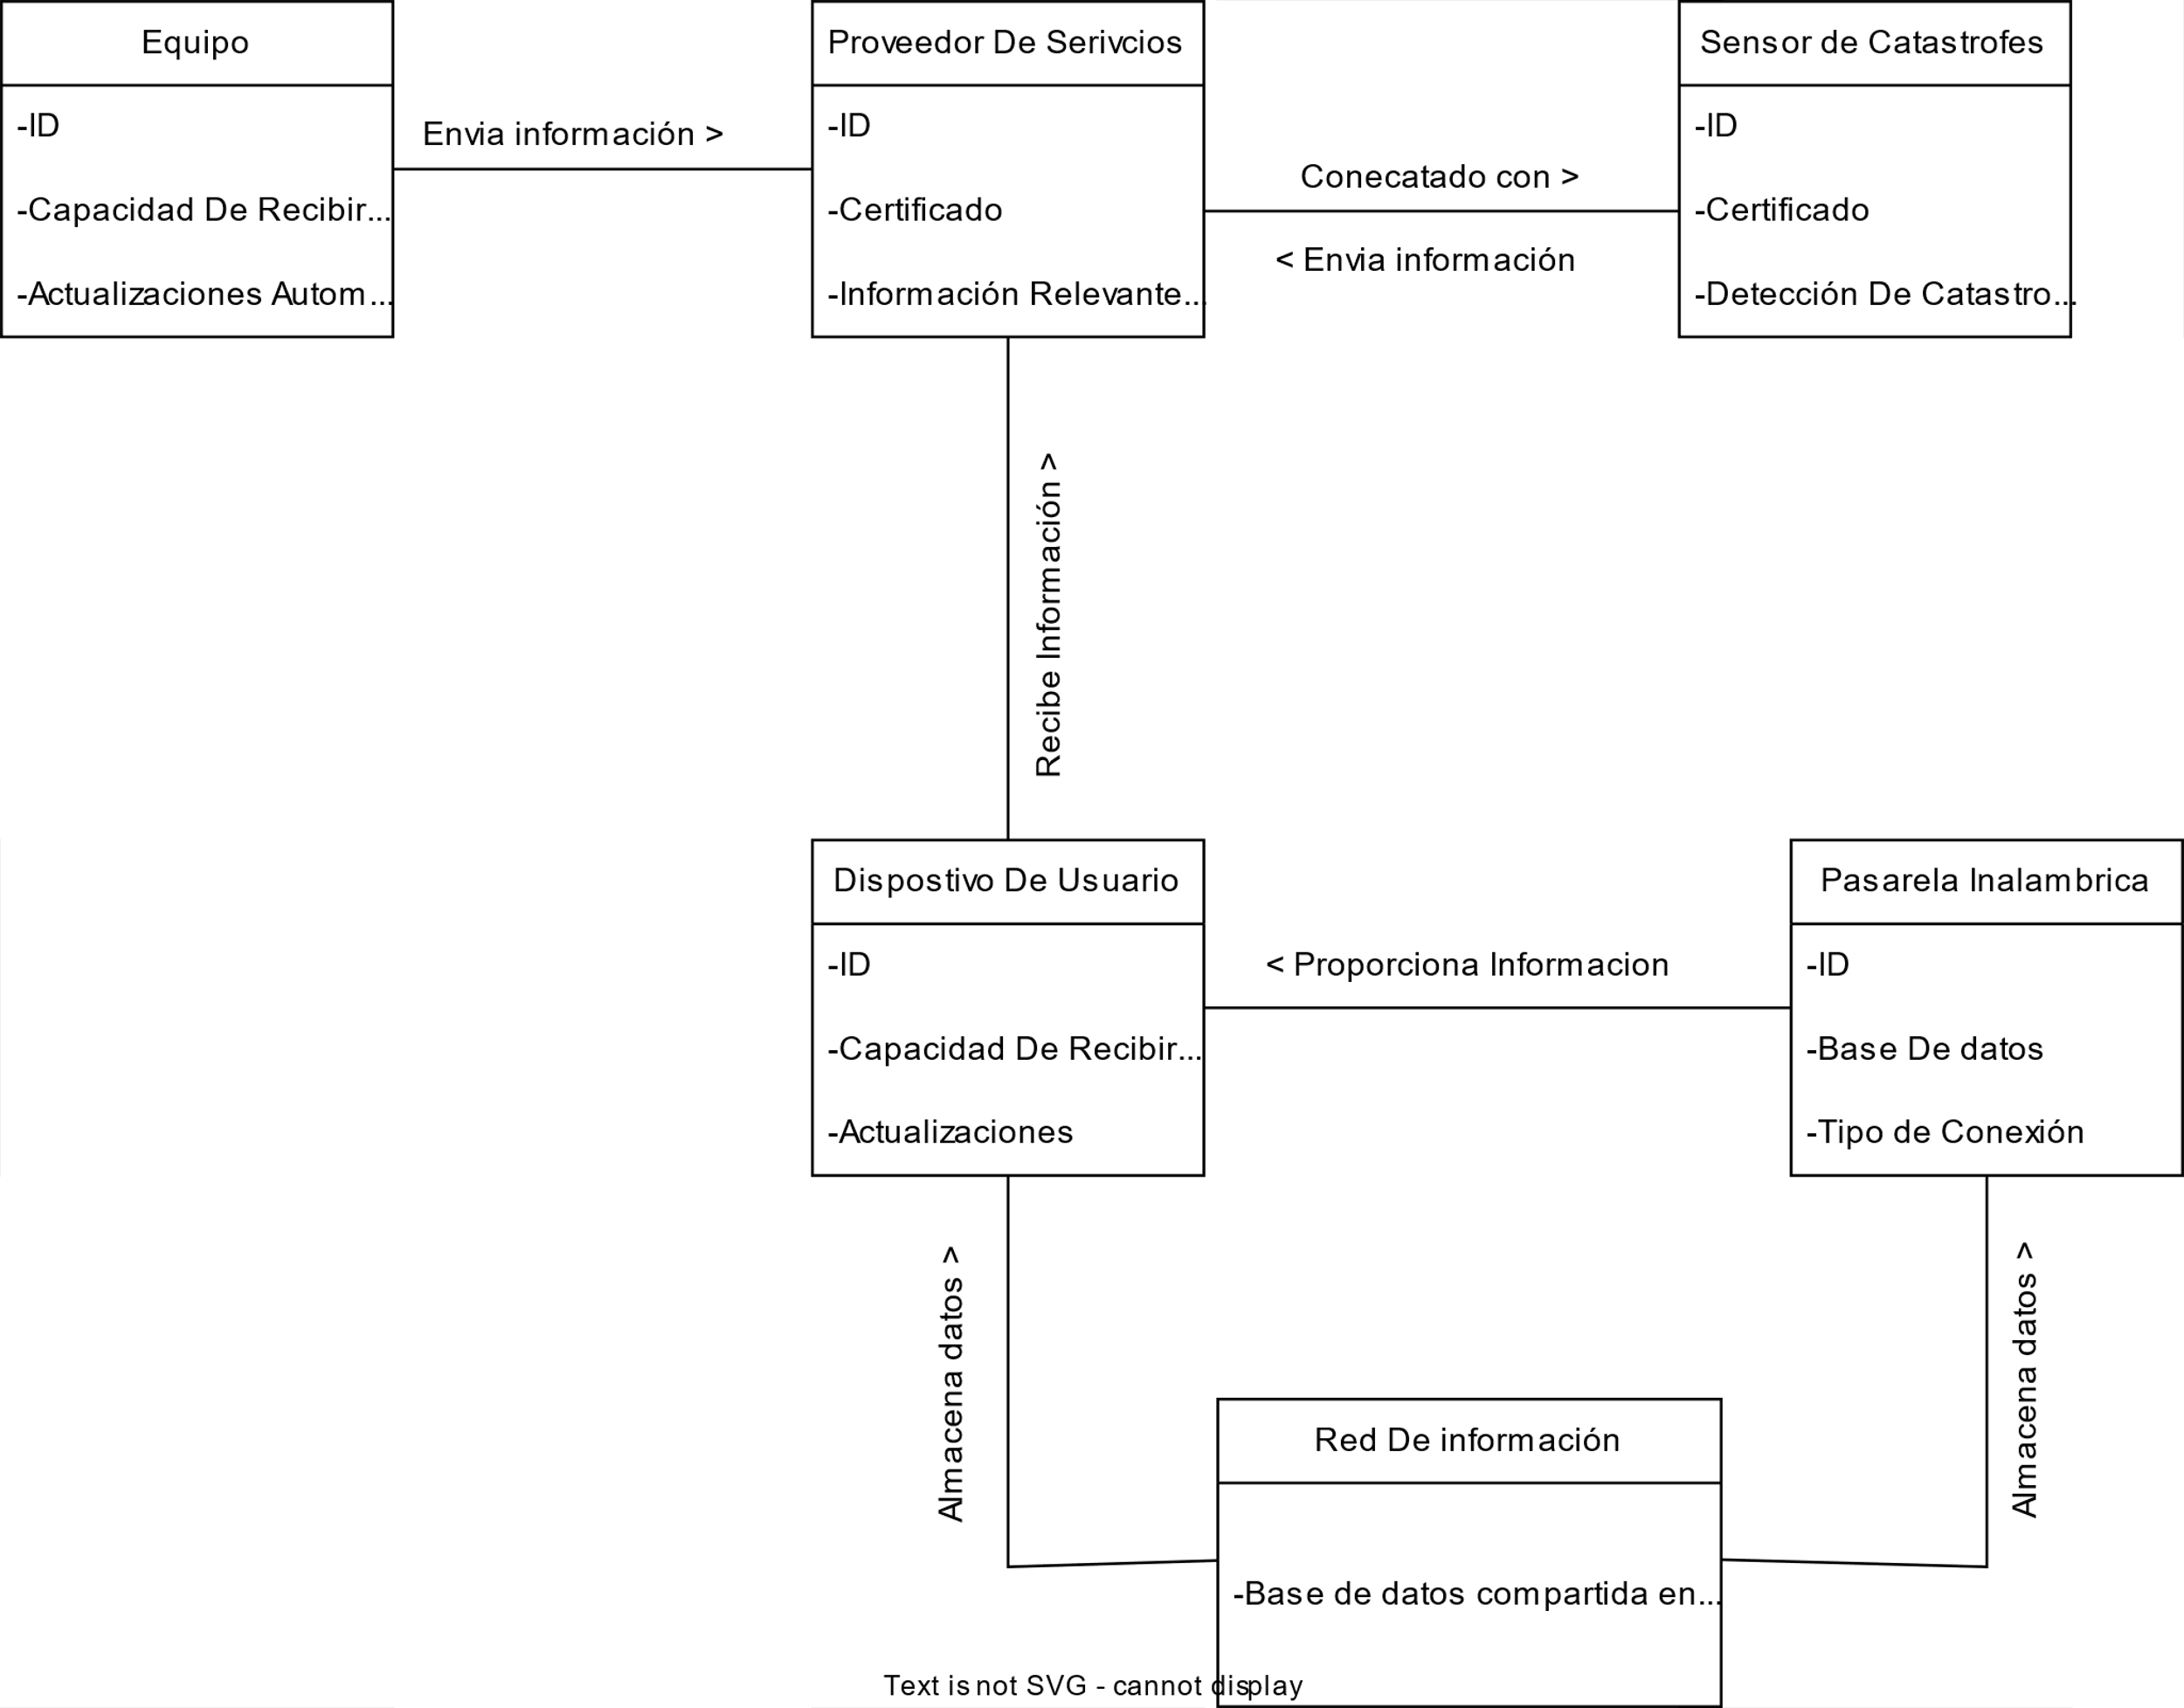 Equipo
-ID
-Capacidad De Recibir...
-Actualizaciones Autom...
Envia información >
Proveedor De Serivcios
-ID
-Certificado
-Información Relevante...
Conecatado con >
< Envia información
Sensor de Catastrofes
-ID
-Certificado
-Detección De Catastro...
Recibe Información >
Dispostivo De Usuario
-ID
-Capacidad De Recibir...
-Actualizaciones
< Proporciona Informacion
Pasarela Inalambrica
-ID
-Base De datos
-Tipo de Conexión
Almacena datos >
Almacena datos >
Red De información
-Base de datos compartida en...
Text is not SVG - cannot display